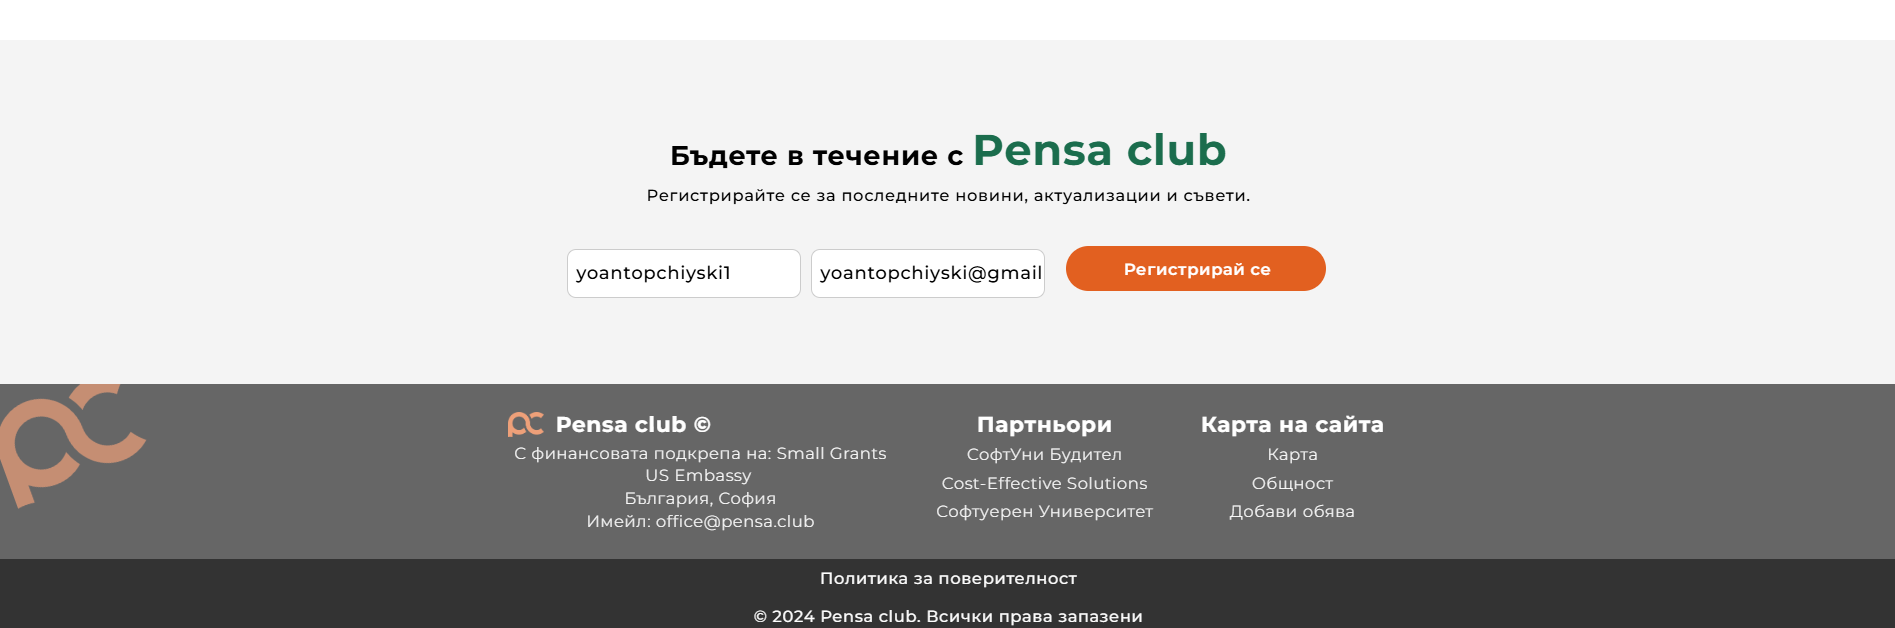 Бъдете в течение с Pensa club
Регистрирайте се за последните новини, актуализации и съвети.
yoantopchiyski1
yoantopchiyski@gmail
Регистрирай се
Pensa club ©
С финансовата подкрепа на: Small Grants
US Embassy
България, София
Имейл: office@pensa.club
Партньори
СофтУни Будител
Cost-Effective Solutions
Софтуерен Университет
Карта на сайта
Карта
Общност
Добави обява
Политика за поверителност
© 2024 Pensa club. Всички права запазени